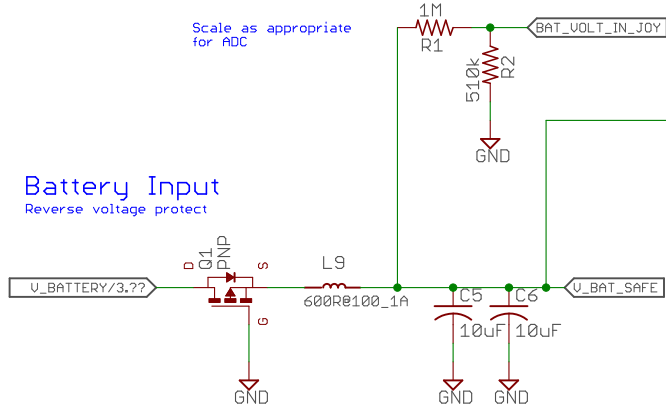 Scale as appropriate
for ADC
1M
R1
BAT_VOLT_IN_JOY
510k
R2
GND
Battery Input
Reverse voltage protect
Q1
PNP
D
S
G
L9
V_BATTERY/3.??
600R@100_1A
C5
10uF
C6
10uF
V_BAT_SAFE
GND
GND
GND